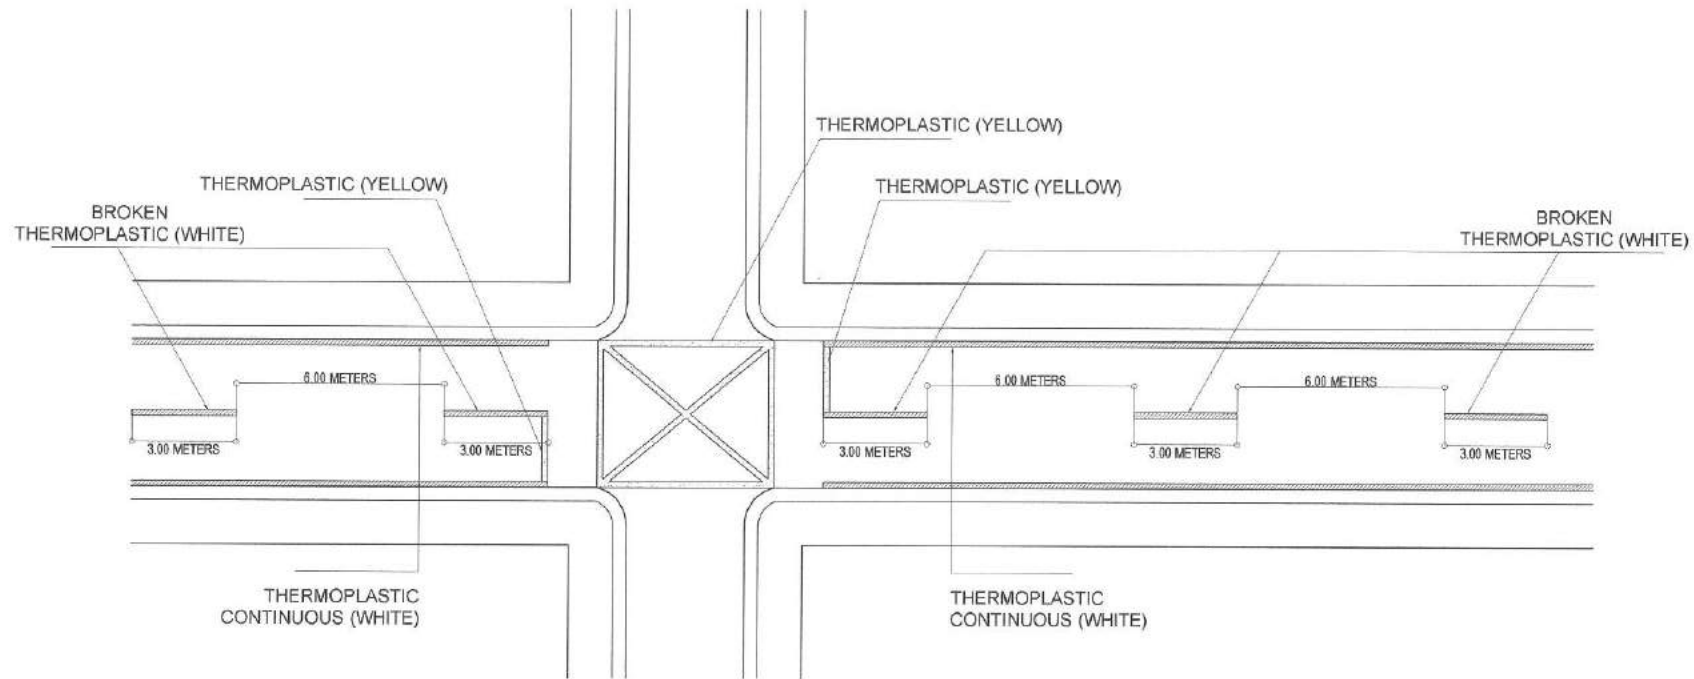 THERMOPLASTIC (YELLOW)
THERMOPLASTIC (YELLOW)
THERMOPLASTIC (YELLOW)
BROKEN
THERMOPLASTIC (WHITE)
BROKEN
THERMOPLASTIC (WHITE)
6.00 METERS
6.00 METERS
6.00 METERS
3.00 METERS
3.00 METERS
3.00 METERS
3.00 METERS
3.00 METERS
THERMOPLASTIC
CONTINUOUS (WHITE)
THERMOPLASTIC
CONTINUOUS (WHITE)